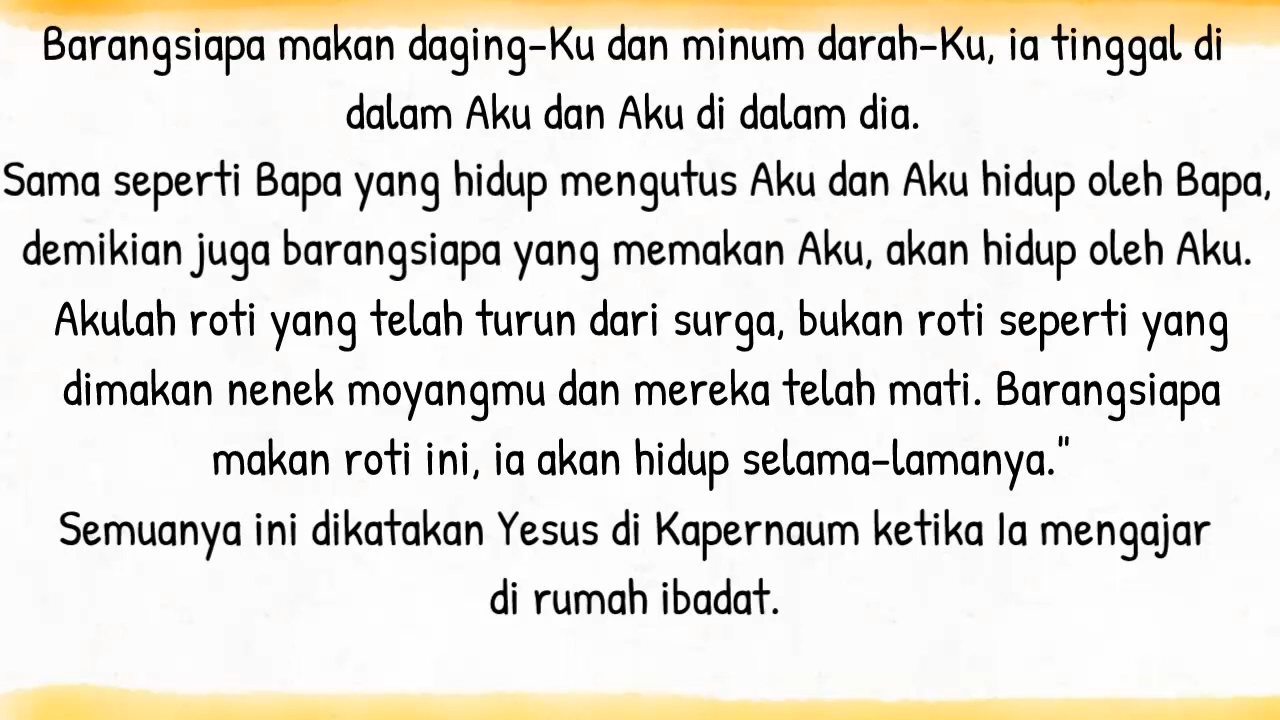 Barangsiapa makan daging-Ku dan minum darah-Ku, ia tinggal di
dalam Aku dan Aku di dalam dia.
Sama seperti Bapa yang hidup mengutus Aku dan Aku hidup oleh Bapa,
demikian juga barangsiapa yang memakan Aku, akan hidup oleh Aku.
Akulah roti yang telah turun dari surga, bukan roti seperti yang
dimakan nenek moyangmu dan mereka telah mati. Barangsiapa
makan roti ini, ia akan hidup selama-lamanya."
Semuanya ini dikatakan Yesus di Kapernaum ketika Ia mengajar
di rumah ibadat.